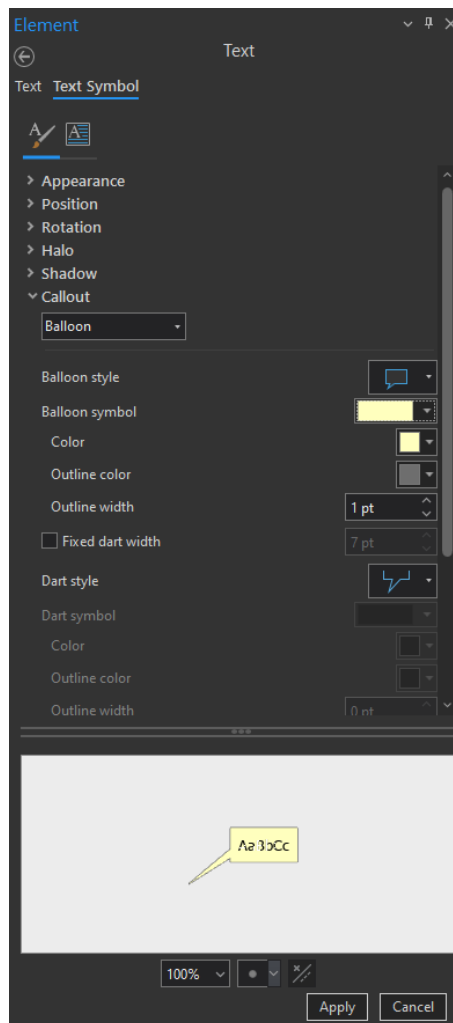 Element
Text
Text Text Symbol
Appearance
Position
Rotation
Halo
Shadow
Callout
Balloon
Balloon style
Balloon symbol
Color
Outline color
Outline width 1 pt
Fixed dart width 7 pt
Dart style
Dart symbol
Color
Outline color
Outline width 0 pt
AaBbCc
100%
Apply Cancel